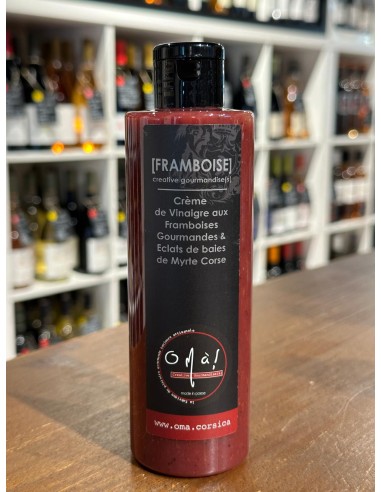 [FRAMBOISE]
creative gourmandise(s)
Crème
de Vinaigre aux
Framboises
Gourmandes &
Eclats de baies
de Myrte Corse
Omà!
made in corsica
www.oma.corsica